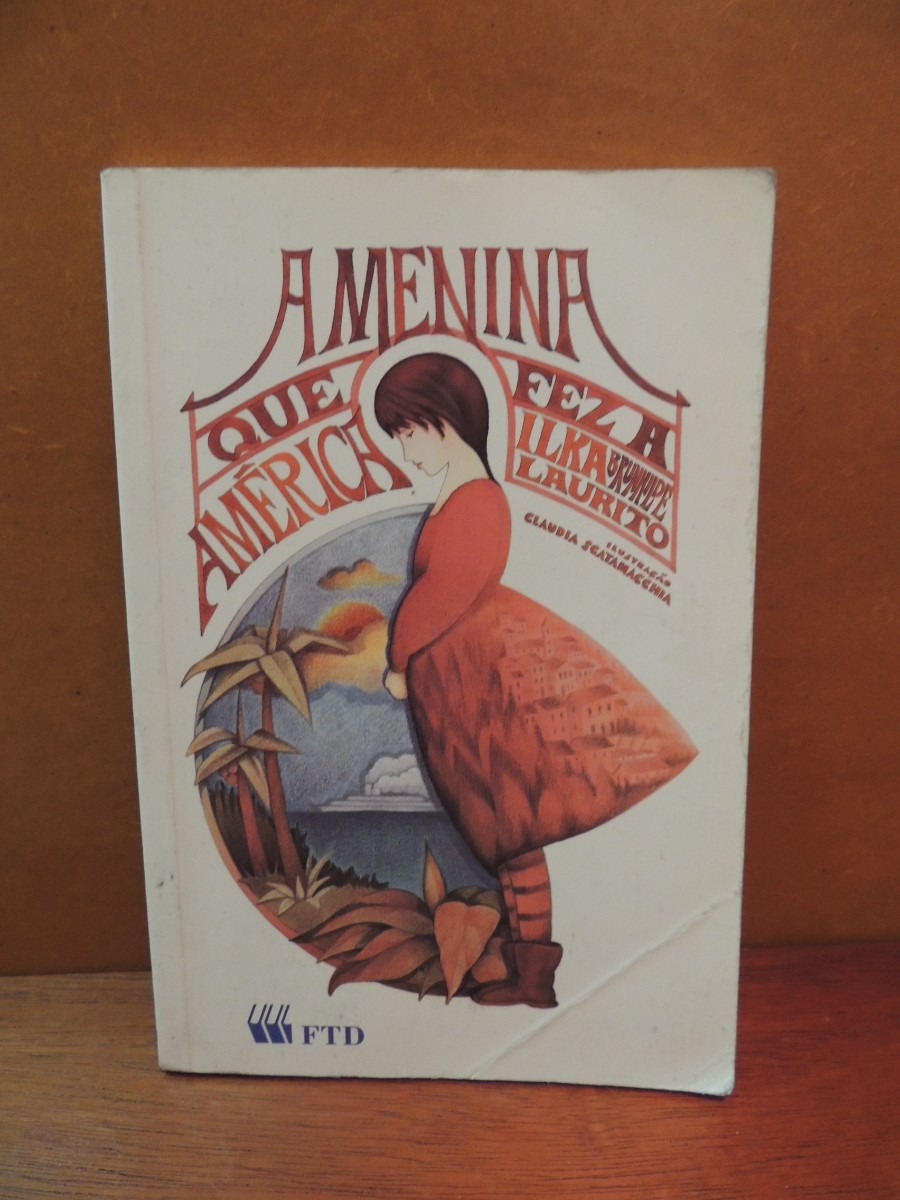 A MENINA
QUE FEZ A
AMÉRICA
ILKA BRUNHILDE
LAURITO
ILUSTRAÇÃO
CLAUDIA SCATAMACCHIA
FTD